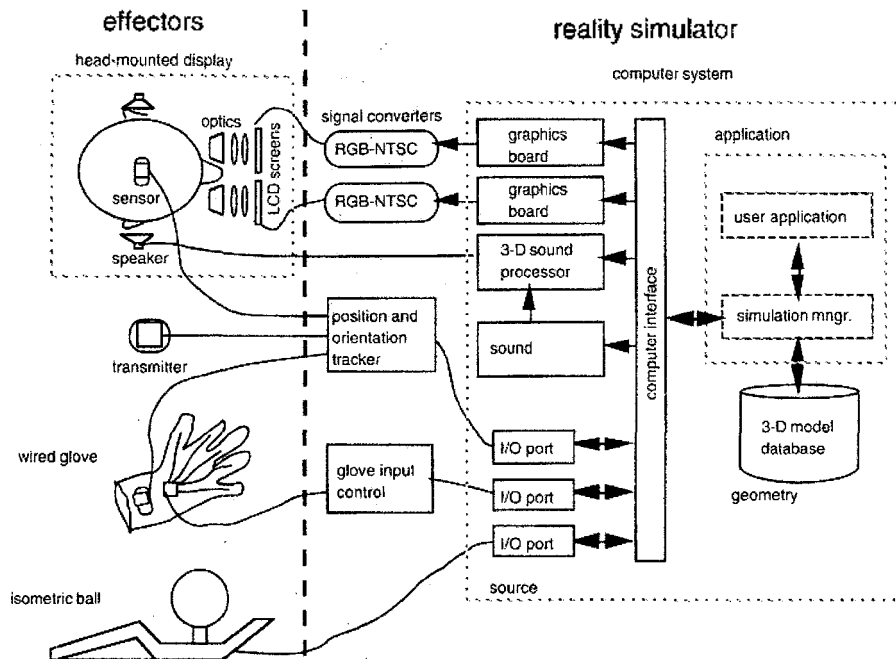 effectors
reality simulator
head-mounted display
computer system
optics
LCD screens
signal converters
RGB-NTSC
graphics
board
application
sensor
RGB-NTSC
graphics
board
user application
speaker
3-D sound
processor
computer interface
position and
orientation
tracker
sound
simulation mngr.
transmitter
3-D model
database
I/O port
wired glove
glove input
control
I/O port
geometry
I/O port
isometric ball
source